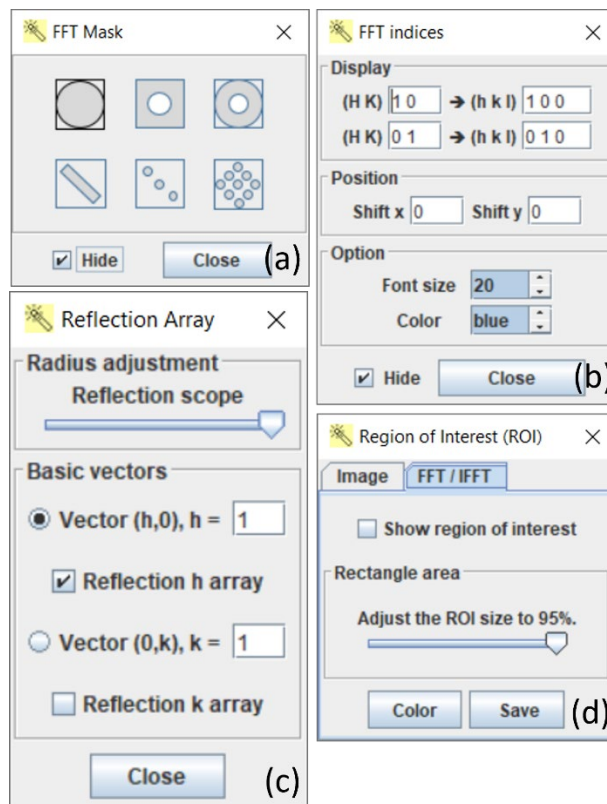 FFT Mask
Hide
Close
(a)
FFT indices
Display
(H K) 1 0 ➔ (h k l) 1 0 0
(H K) 0 1 ➔ (h k l) 0 1 0
Position
Shift x 0 Shift y 0
Option
Font size 20
Color blue
Hide
Close
(b)
Reflection Array
Radius adjustment
Reflection scope
Basic vectors
Vector (h,0), h = 1
Reflection h array
Vector (0,k), k = 1
Reflection k array
Close
(c)
Region of Interest (ROI)
Image FFT / IFFT
Show region of interest
Rectangle area
Adjust the ROI size to 95%.
Color Save
(d)